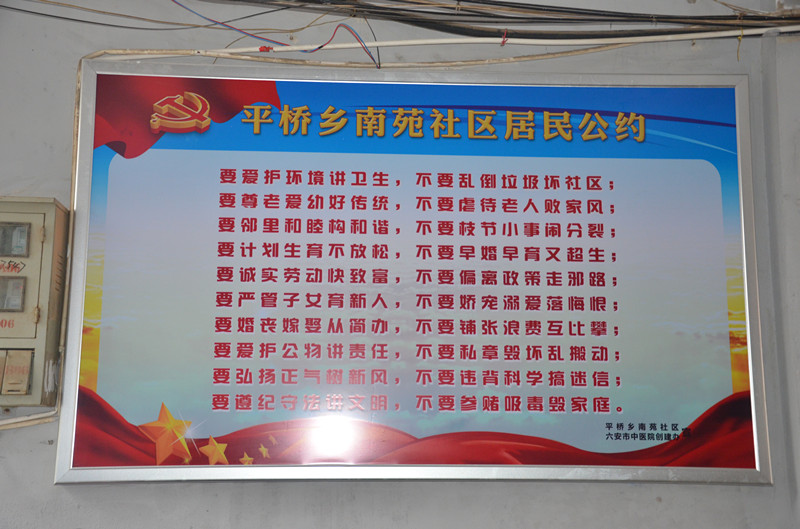 平桥乡南苑社区居民公约
要爱护环境讲卫生，不要乱倒垃圾坏社区；
要尊老爱幼好传统，不要虐待老人败家风；
要邻里和睦构和谐，不要枝节小事闹分裂；
要计划生育不放松，不要早婚早育又超生；
要诚实劳动快致富，不要偏离政策走邪路；
要严管子女育新人，不要娇宠溺爱落悔恨；
要婚丧嫁娶从简办，不要铺张浪费互比攀；
要爱护公物讲责任，不要私章毁坏乱搬动；
要弘扬正气树新风，不要违背科学搞迷信；
要遵纪守法讲文明，不要参赌吸毒毁家庭。
平桥乡南苑社区
六安市中医院创建办
06